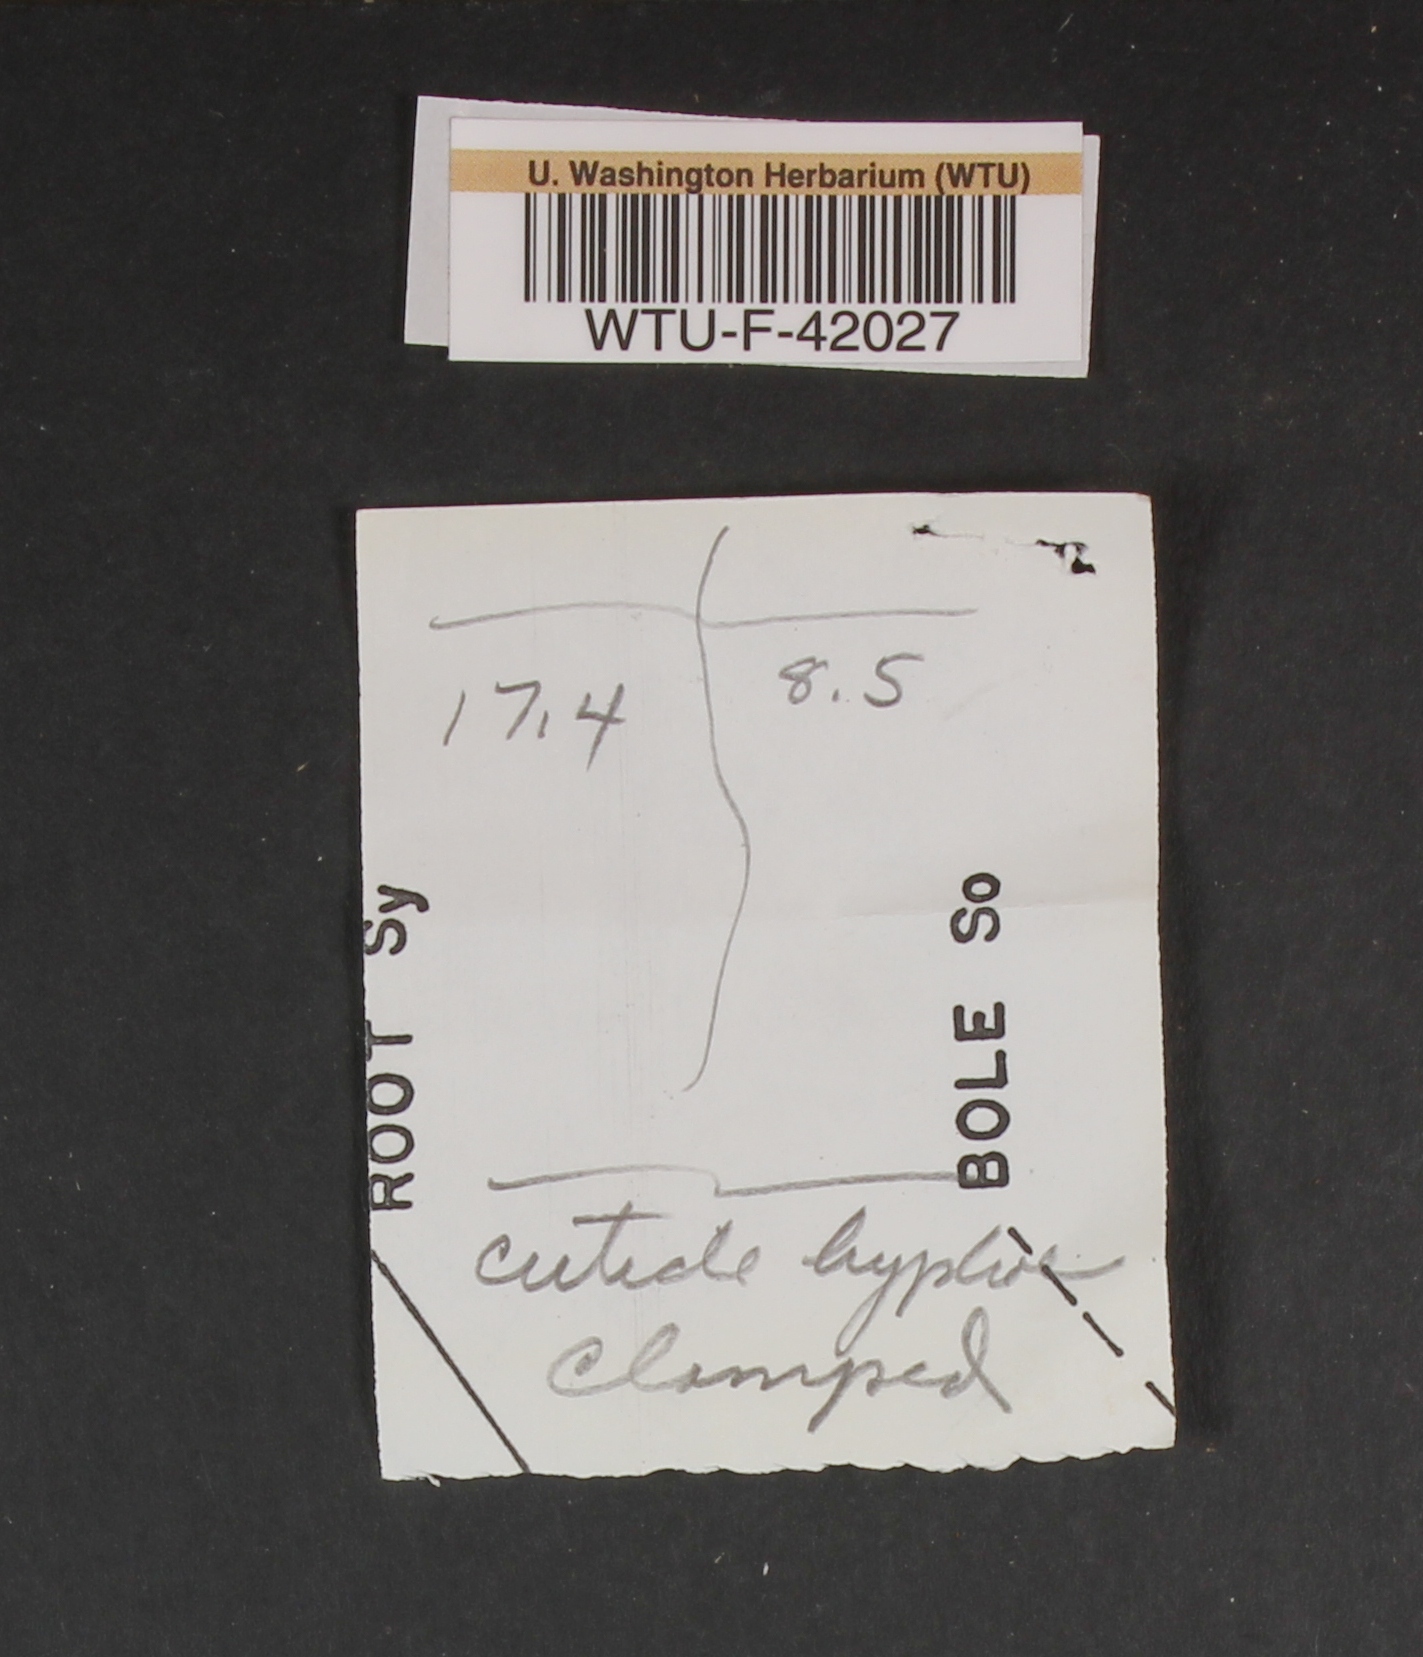 U. Washington Herbarium (WTU)
WTU-F-42027
17.4
8.5
ROOT Sy
BOLE So
cuticle hyphae
clamped